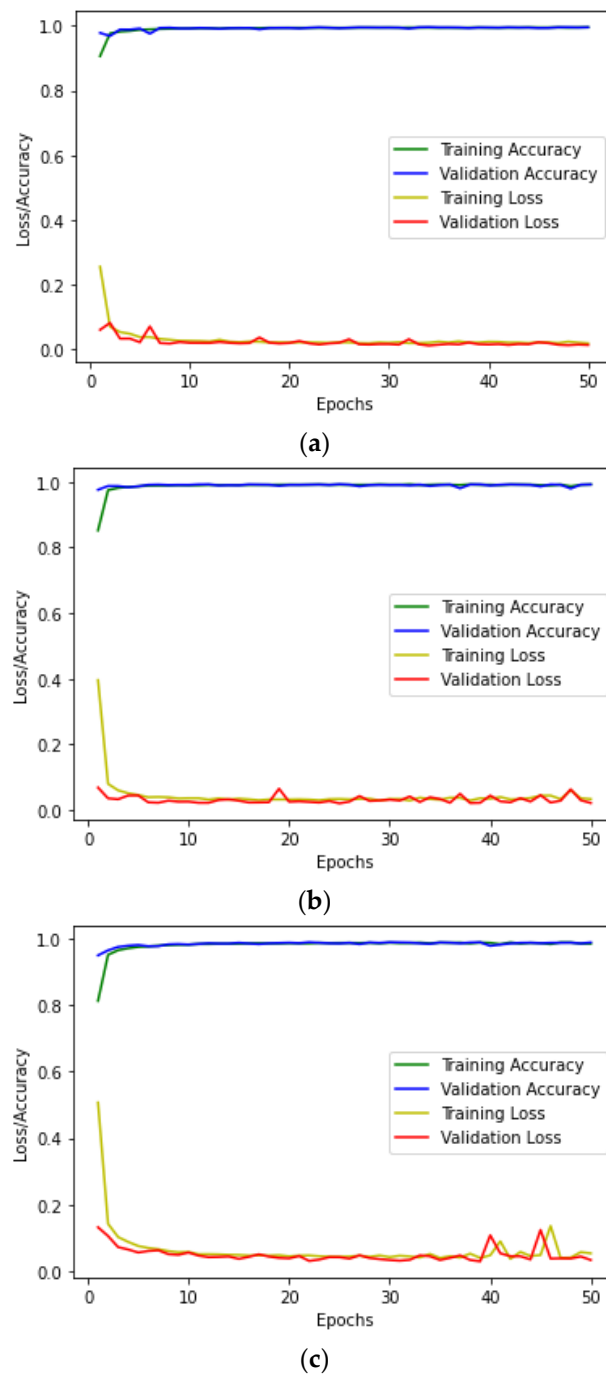 1.0
0.8
0.6
0.4
0.2
0.0
Loss/Accuracy
Training Accuracy
Validation Accuracy
Training Loss
Validation Loss
0 10 20 30 40 50
Epochs
(a)
1.0
0.8
0.6
0.4
0.2
0.0
Loss/Accuracy
Training Accuracy
Validation Accuracy
Training Loss
Validation Loss
0 10 20 30 40 50
Epochs
(b)
1.0
0.8
0.6
0.4
0.2
0.0
Loss/Accuracy
Training Accuracy
Validation Accuracy
Training Loss
Validation Loss
0 10 20 30 40 50
Epochs
(c)